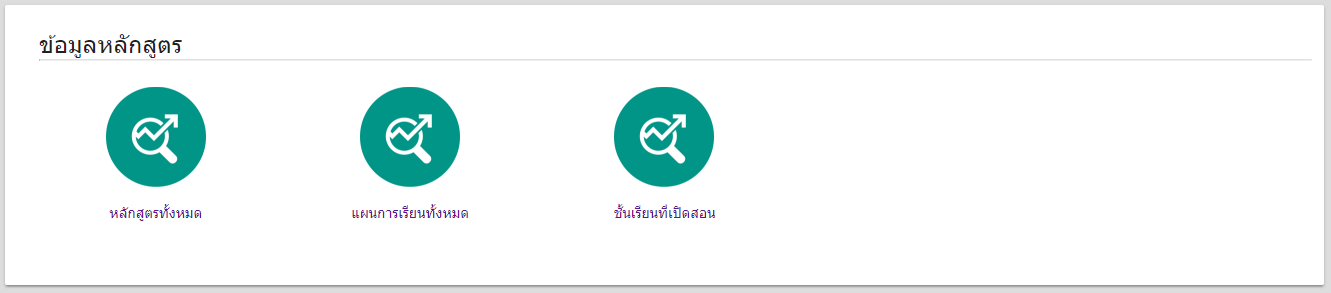 ข้อมูลหลักสูตร
หลักสูตรทั้งหมด
แผนการเรียนทั้งหมด
ชั้นเรียนที่เปิดสอน